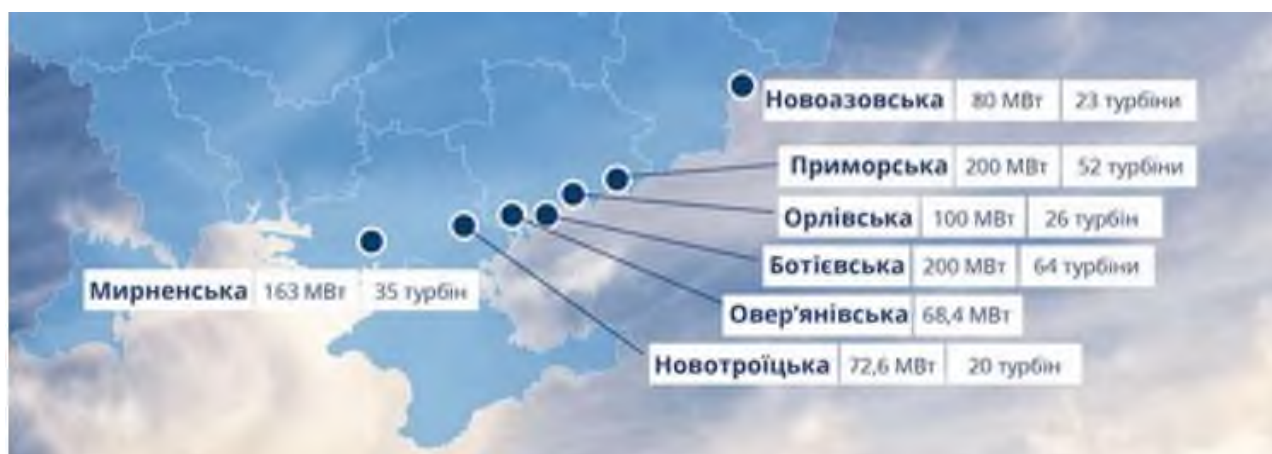 Новоазовська 80 МВт 23 турбіни
Приморська 200 МВт 52 турбіни
Орлівська 100 МВт 26 турбін
Ботієвська 200 МВт 64 турбіни
Мирненська 163 МВт 35 турбін
Овер'янівська 68,4 МВт
Новотроїцька 72,6 МВт 20 турбін